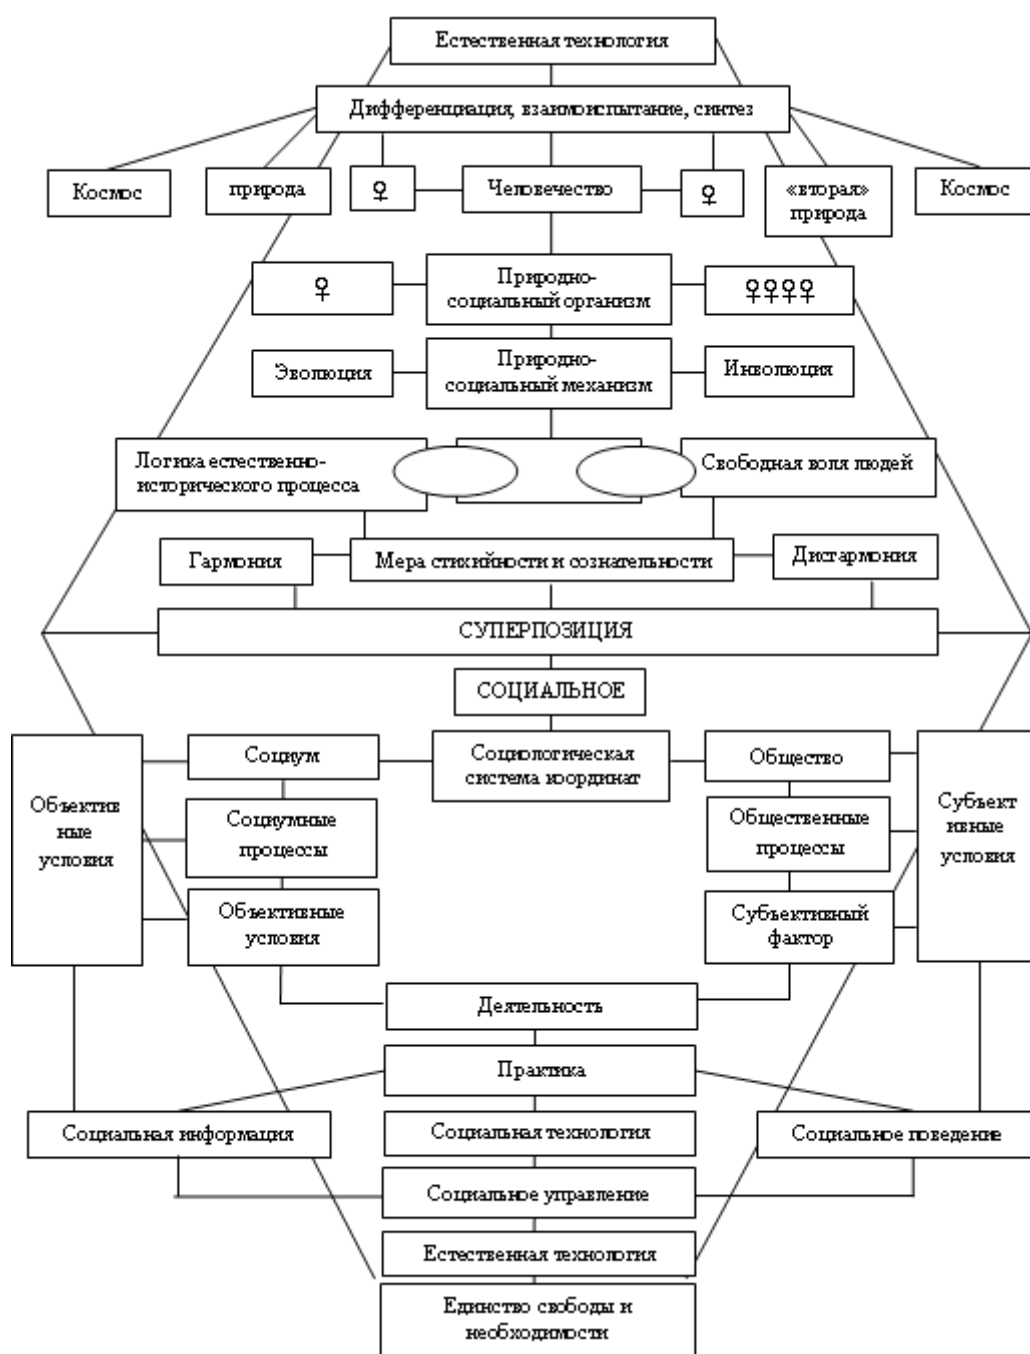 Естественная технология
Дифференциация, взаимоиспытание, синтез
Космос
природа
♀
Человечество
♀
«вторая»
природа
Космос
♀
Природно-
социальный организм
♀♀♀♀
Эволюция
Природно-
социальный механизм
Инволюция
Логика естественно-
исторического процесса
Свободная воля людей
Гармония
Мера стихийности и сознательности
Дисгармония
СУПЕРПОЗИЦИЯ
СОЦИАЛЬНОЕ
Объектив
ные
условия
Социум
Социологическая
система координат
Общество
Субъект
ивные
условия
Социумные
процессы
Общественные
процессы
Объективные
условия
Субъективный
фактор
Деятельность
Практика
Социальная информация
Социальная технология
Социальное поведение
Социальное управление
Естественная технология
Единство свободы и
необходимости